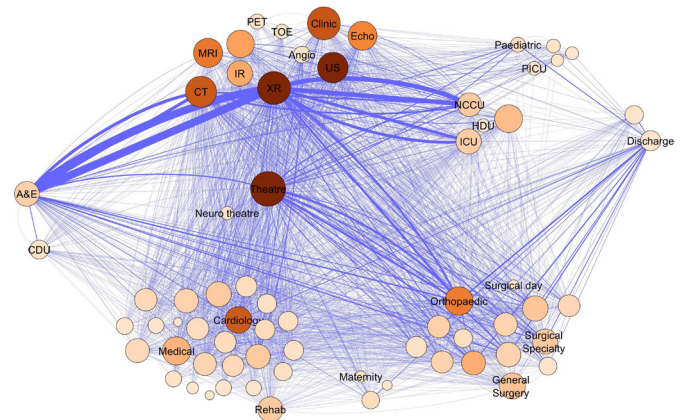 PET
TOE
Clinic
Echo
MRI
Angio
IR
US
CT
XR
Paediatric
PICU
NCCU
HDU
ICU
Discharge
A&E
Theatre
Neuro theatre
CDU
Surgical day
Orthopaedic
Cardiology
Surgical
Specialty
Medical
Maternity
General
Surgery
Rehab